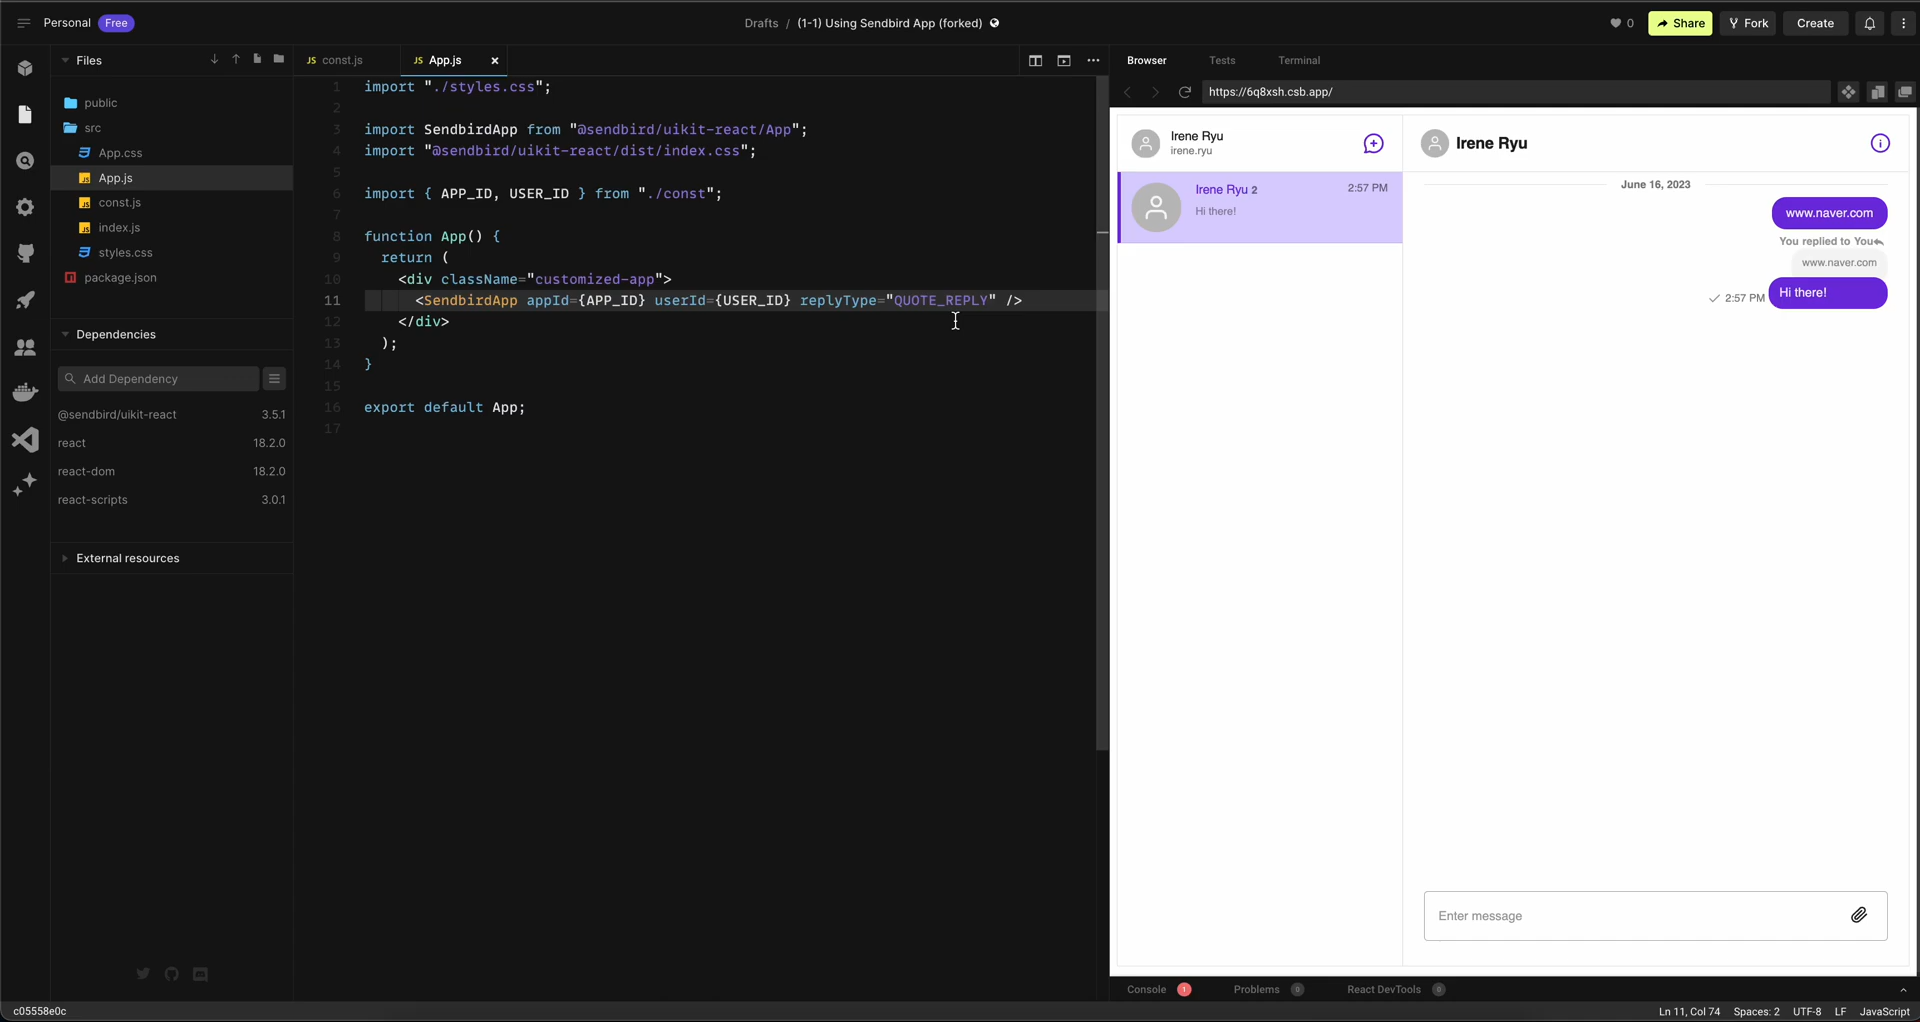 Personal Free
Drafts / (1-1) Using Sendbird App (forked)
0 Share Fork Create
Files
public
src
App.css
App.js
const.js
index.js
styles.css
package.json
Dependencies
Add Dependency
@sendbird/uikit-react 3.5.1
react 18.2.0
react-dom 18.2.0
react-scripts 3.0.1
External resources
JS const.js JS App.js
1 import "./styles.css";
2
3 import SendbirdApp from "@sendbird/uikit-react/App";
4 import "@sendbird/uikit-react/dist/index.css";
5
6 import { APP_ID, USER_ID } from "./const";
7
8 function App() {
9 return (
10 <div className="customized-app">
11 <SendbirdApp appId={APP_ID} userId={USER_ID} replyType="QUOTE_REPLY" />
12 </div>
13 );
14 }
15
16 export default App;
17
Browser Tests Terminal
https://6q8xsh.csb.app/
Irene Ryu
irene.ryu
Irene Ryu 2 2:57 PM
Hi there!
Irene Ryu
June 16, 2023
www.naver.com
You replied to You
www.naver.com
2:57 PM Hi there!
Enter message
Console 1 Problems 0 React DevTools 0
c05558e0c
Ln 11, Col 74 Spaces: 2 UTF-8 LF JavaScript